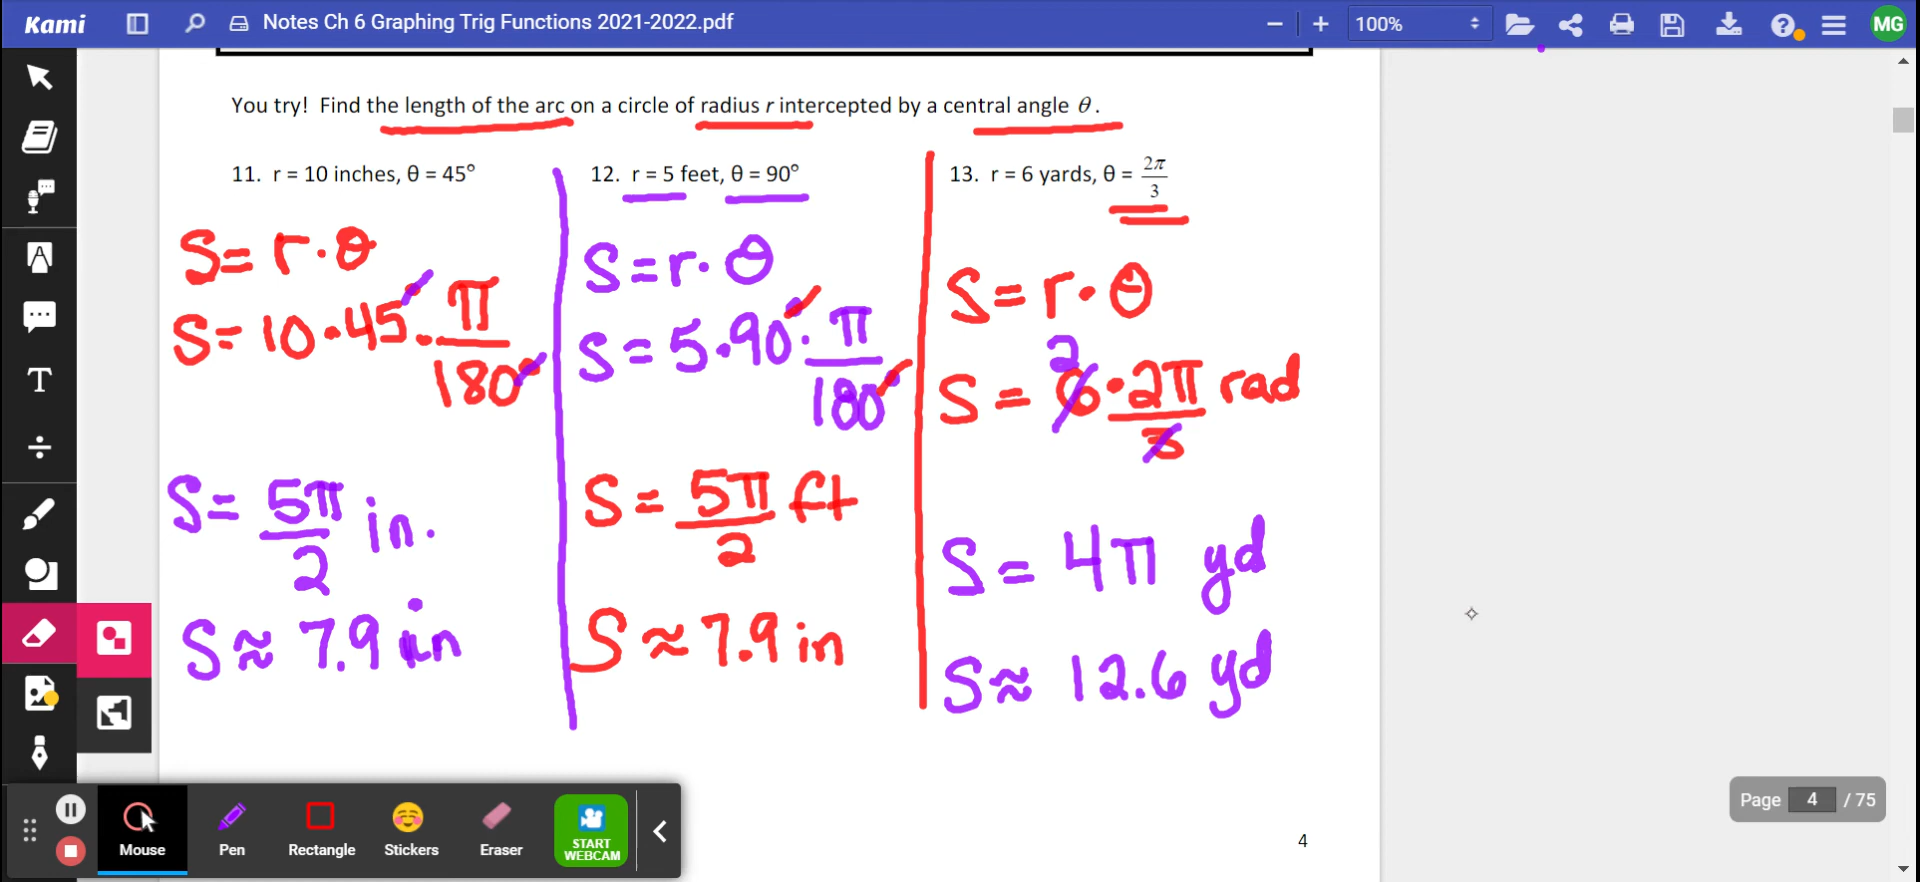 Kami
Notes Ch 6 Graphing Trig Functions 2021-2022.pdf
100%
MG
You try! Find the length of the arc on a circle of radius r intercepted by a central angle θ.
11. r = 10 inches, θ = 45°
S = r · θ
S = 10 · 45° · π/180°
S = 5π/2 in.
S ≈ 7.9 in
12. r = 5 feet, θ = 90°
S = r · θ
S = 5 · 90° · π/180°
S = 5π/2 ft
S ≈ 7.9 in
13. r = 6 yards, θ = 2π/3
S = r · θ
2
S = 6 · 2π/3 rad
S = 4π yd
S ≈ 12.6 yd
4
Page 4 / 75
Mouse
Pen
Rectangle
Stickers
Eraser
START
WEBCAM